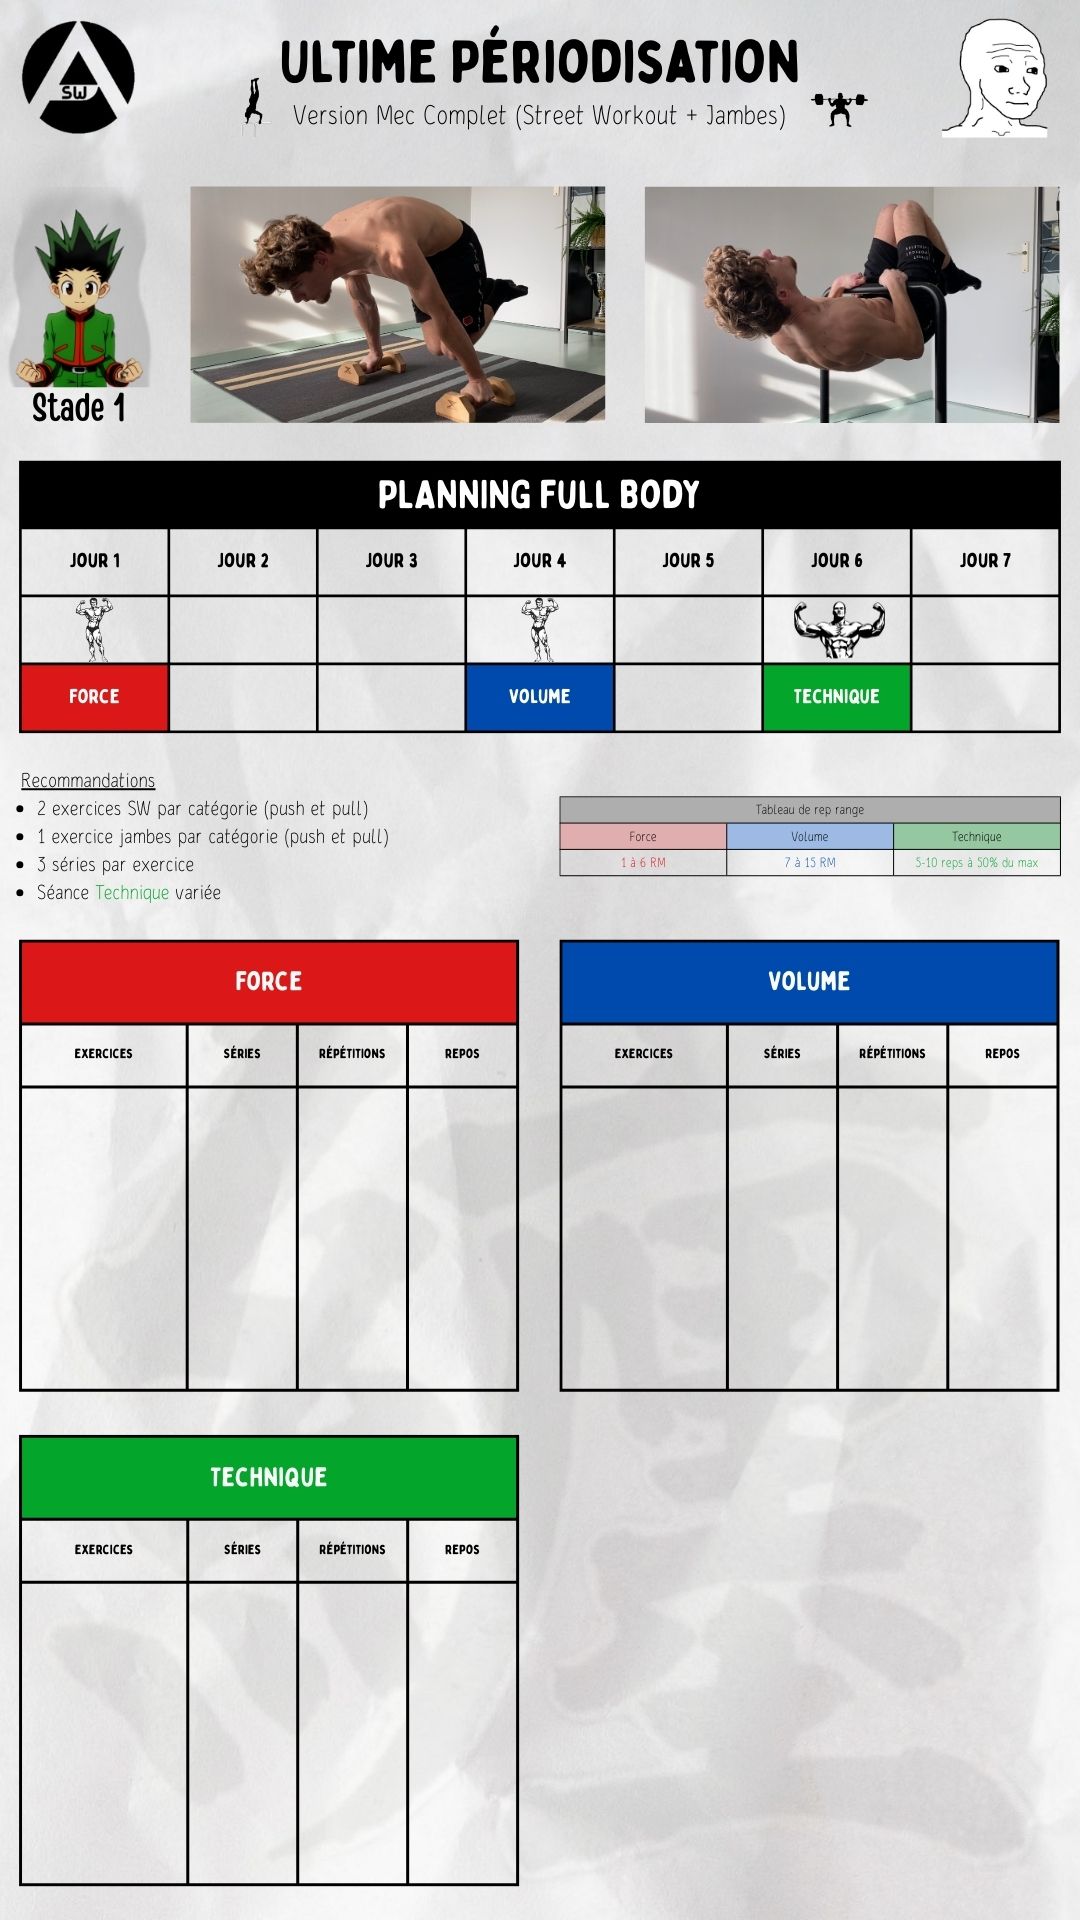 SW
ULTIME PÉRIODISATION
Version Mec Complet (Street Workout + Jambes)
Stade 1
PLANNING FULL BODY
JOUR 1 JOUR 2 JOUR 3 JOUR 4 JOUR 5 JOUR 6 JOUR 7
FORCE VOLUME TECHNIQUE
Recommandations
• 2 exercices SW par catégorie (push et pull)
• 1 exercice jambes par catégorie (push et pull)
• 3 séries par exercice
• Séance Technique variée
Tableau de rep range
Force Volume Technique
1 à 6 RM 7 à 15 RM 5-10 reps à 50% du max
FORCE
EXERCICES SÉRIES RÉPÉTITIONS REPOS
VOLUME
EXERCICES SÉRIES RÉPÉTITIONS REPOS
TECHNIQUE
EXERCICES SÉRIES RÉPÉTITIONS REPOS